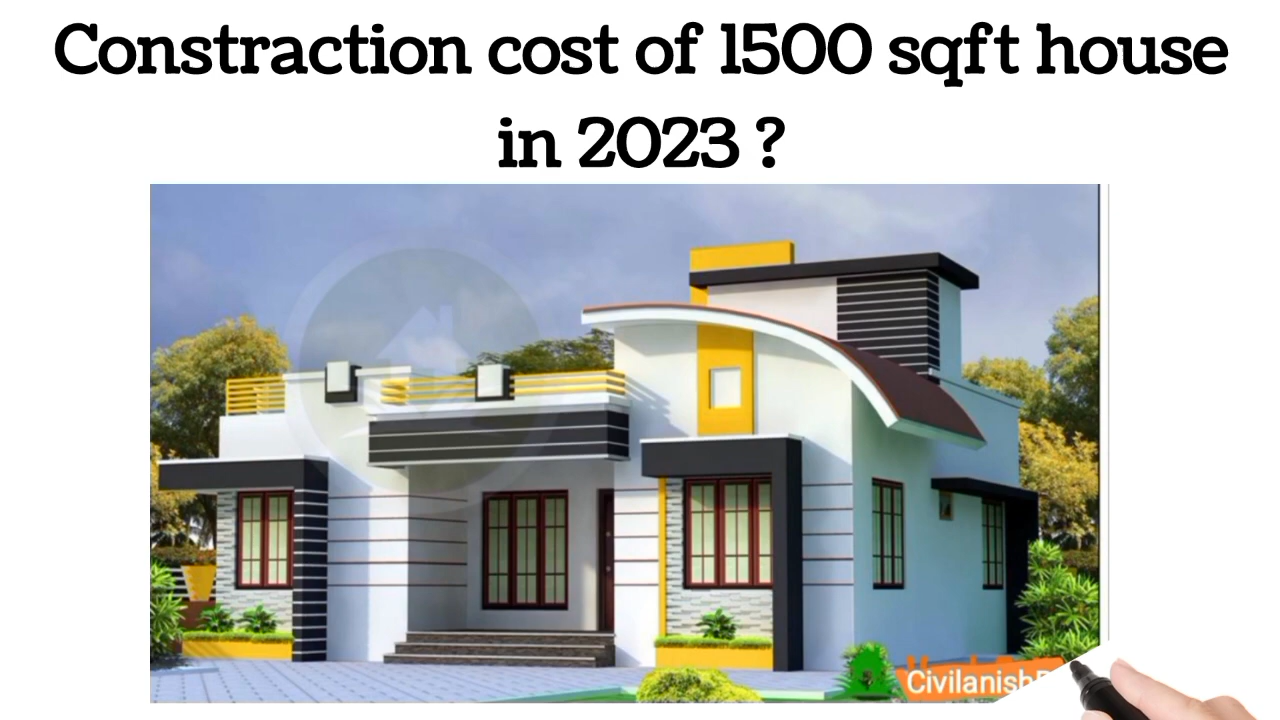 Constraction cost of 1500 sqft house
in 2023 ?